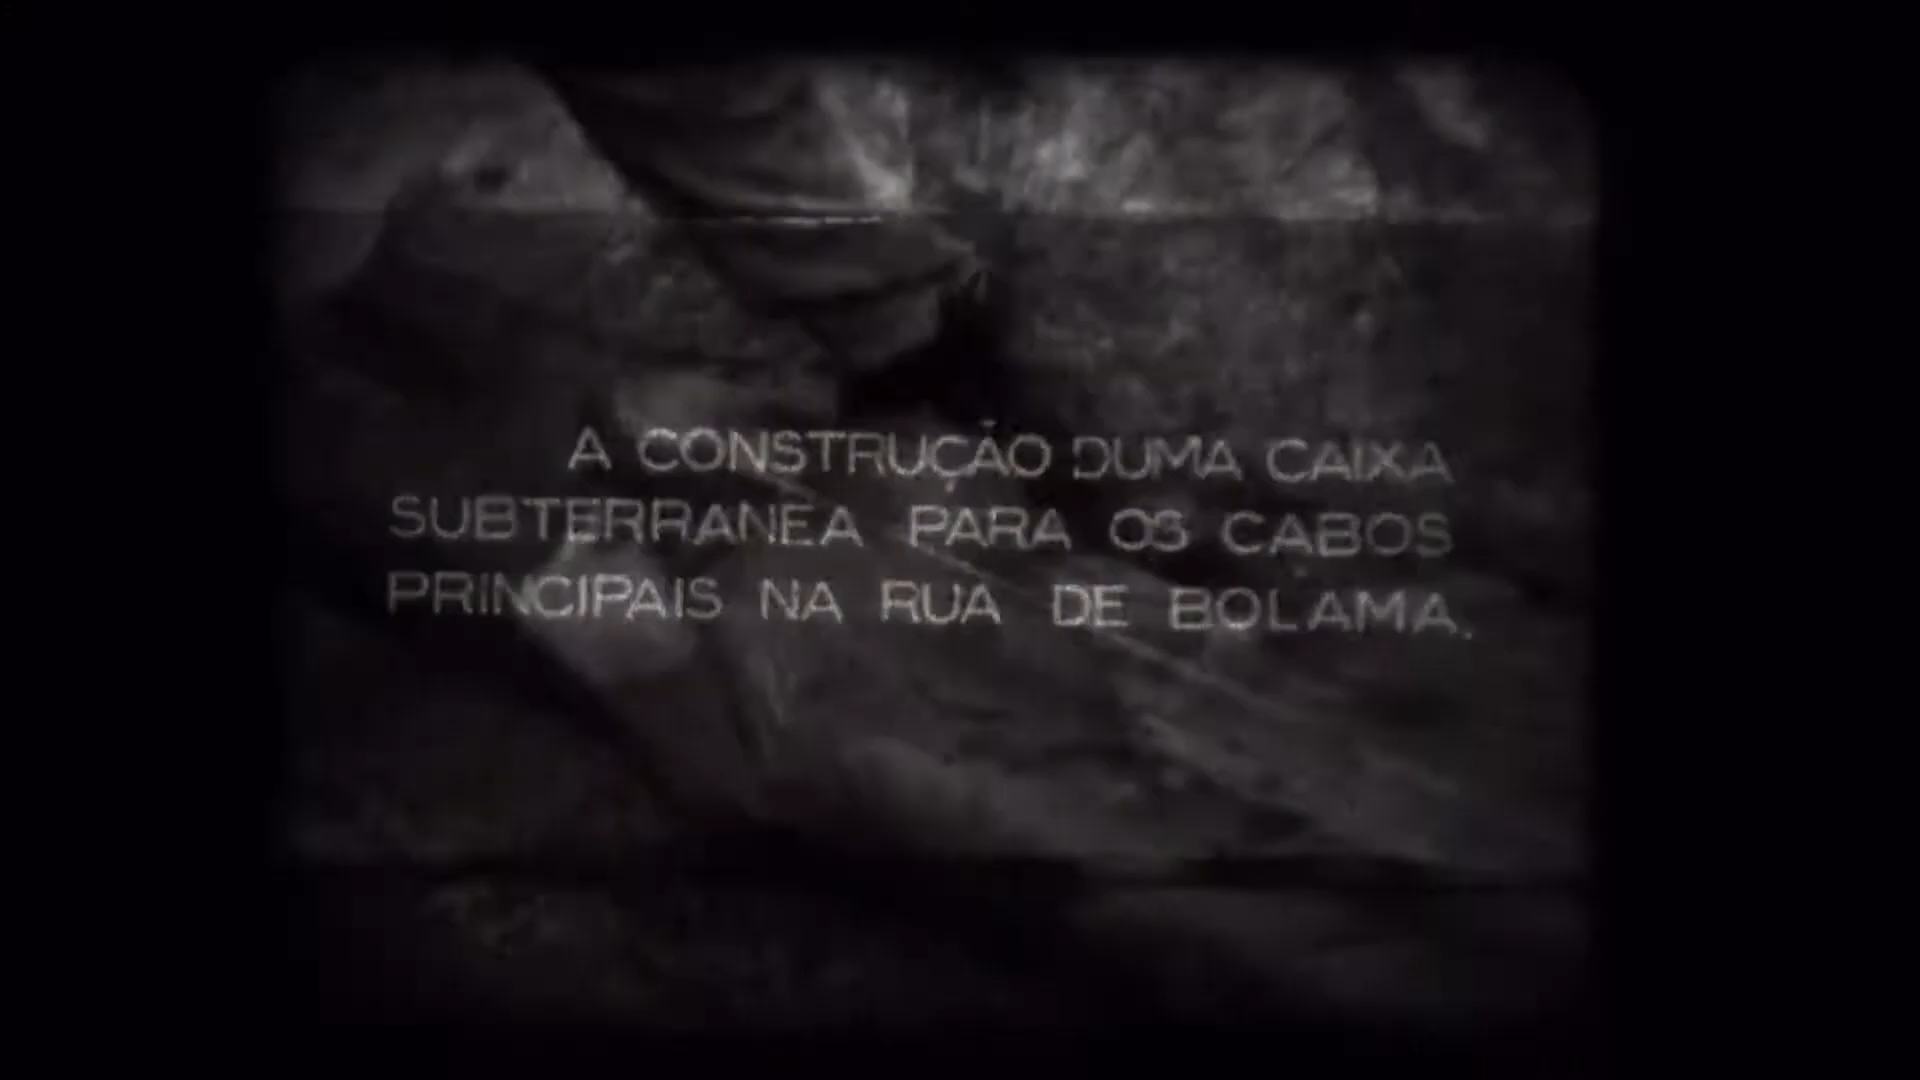 A CONSTRUÇÃO DUMA CAIXA
SUBTERRANEA PARA OS CABOS
PRINCIPAIS NA RUA DE BOLAMA.